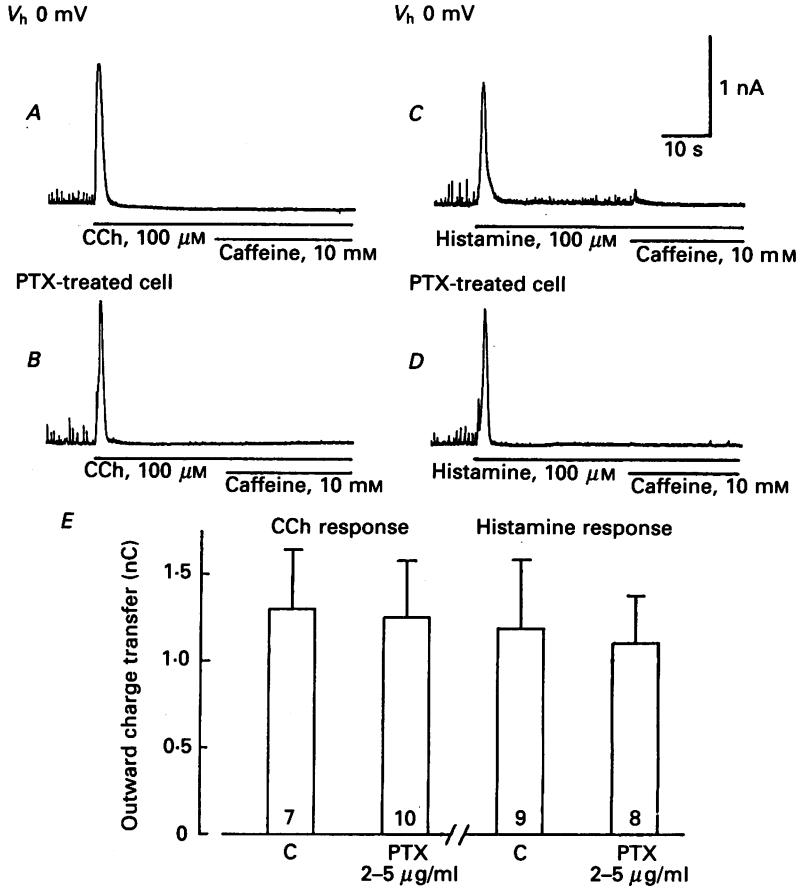 Vh 0 mV
A
CCh, 100 μM
Caffeine, 10 mM
Vh 0 mV
C
1 nA
10 s
Histamine, 100 μM
Caffeine, 10 mM
PTX-treated cell
B
CCh, 100 μM
Caffeine, 10 mM
PTX-treated cell
D
Histamine, 100 μM
Caffeine, 10 mM
E
CCh response
Histamine response
Outward charge transfer (nC)
1·5
1·0
0·5
0
7
10
9
8
C
PTX
2–5 μg/ml
C
PTX
2–5 μg/ml